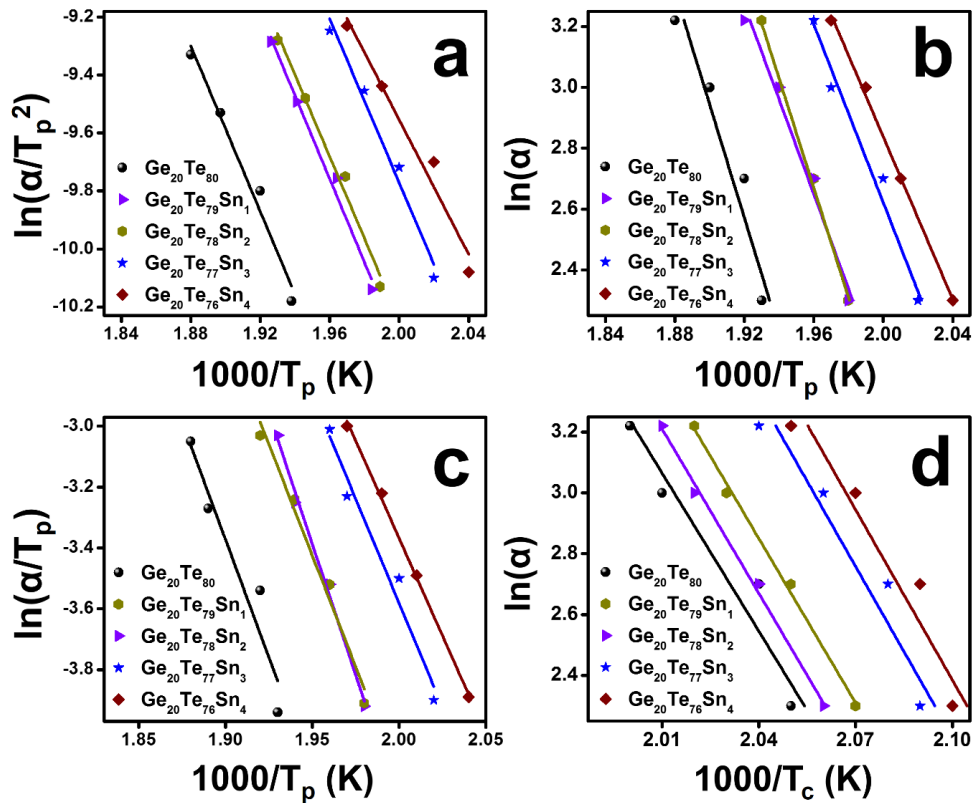 a
ln(α/Tp²)
-9.2
-9.4
-9.6
-9.8
-10.0
-10.2
Ge₂₀Te₈₀
Ge₂₀Te₇₉Sn₁
Ge₂₀Te₇₈Sn₂
Ge₂₀Te₇₇Sn₃
Ge₂₀Te₇₆Sn₄
1.84 1.88 1.92 1.96 2.00 2.04
1000/Tp (K)
b
ln(α)
3.2
3.0
2.8
2.6
2.4
Ge₂₀Te₈₀
Ge₂₀Te₇₉Sn₁
Ge₂₀Te₇₈Sn₂
Ge₂₀Te₇₇Sn₃
Ge₂₀Te₇₆Sn₄
1.84 1.88 1.92 1.96 2.00 2.04
1000/Tp (K)
c
ln(α/Tp)
-3.0
-3.2
-3.4
-3.6
-3.8
Ge₂₀Te₈₀
Ge₂₀Te₇₉Sn₁
Ge₂₀Te₇₈Sn₂
Ge₂₀Te₇₇Sn₃
Ge₂₀Te₇₆Sn₄
1.85 1.90 1.95 2.00 2.05
1000/Tp (K)
d
ln(α)
3.2
3.0
2.8
2.6
2.4
Ge₂₀Te₈₀
Ge₂₀Te₇₉Sn₁
Ge₂₀Te₇₈Sn₂
Ge₂₀Te₇₇Sn₃
Ge₂₀Te₇₆Sn₄
2.01 2.04 2.07 2.10
1000/Tc (K)